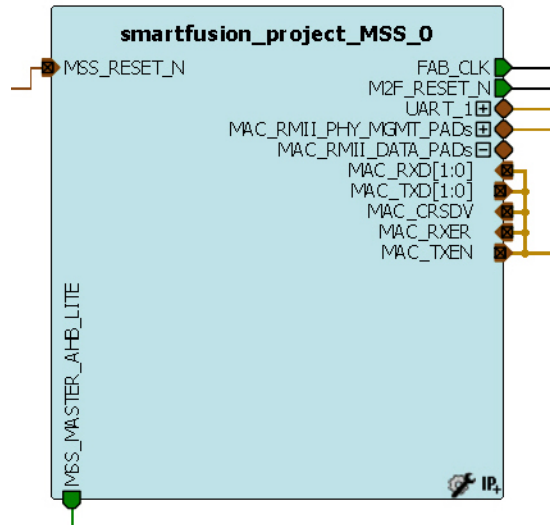 smartfusion_project_MSS_0
MSS_RESET_N
FAB_CLK
M2F_RESET_N
UART_1
MAC_RMII_PHY_MGMT_PADs
MAC_RMII_DATA_PADs
MAC_RXD[1:0]
MAC_TXD[1:0]
MAC_CRSDV
MAC_RXER
MAC_TXEN
MSS_MASTER_AHB_LITE
IP+